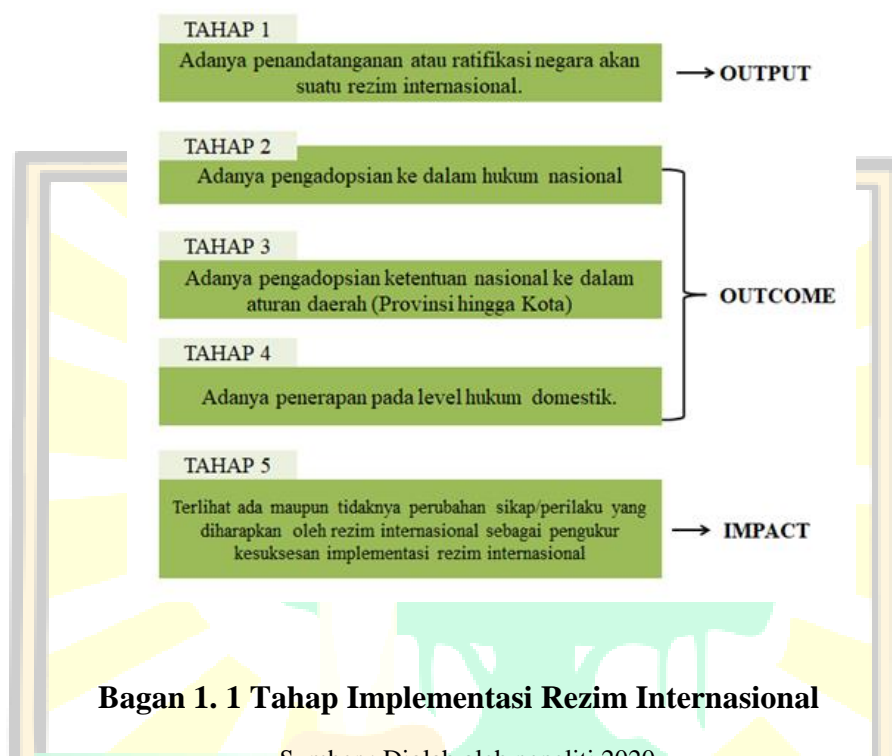 TAHAP 1
Adanya penandatanganan atau ratifikasi negara akan
suatu rezim internasional.
OUTPUT
TAHAP 2
Adanya pengadopsian ke dalam hukum nasional
TAHAP 3
Adanya pengadopsian ketentuan nasional ke dalam
aturan daerah (Provinsi hingga Kota)
OUTCOME
TAHAP 4
Adanya penerapan pada level hukum domestik.
TAHAP 5
Terlihat ada maupun tidaknya perubahan sikap/perilaku yang
diharapkan oleh rezim internasional sebagai pengukur
kesuksesan implementasi rezim internasional
IMPACT
Bagan 1. 1 Tahap Implementasi Rezim Internasional